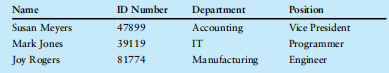 Name ID Number Department Position
Susan Meyers 47899 Accounting Vice President
Mark Jones 39119 IT Programmer
Joy Rogers 81774 Manufacturing Engineer